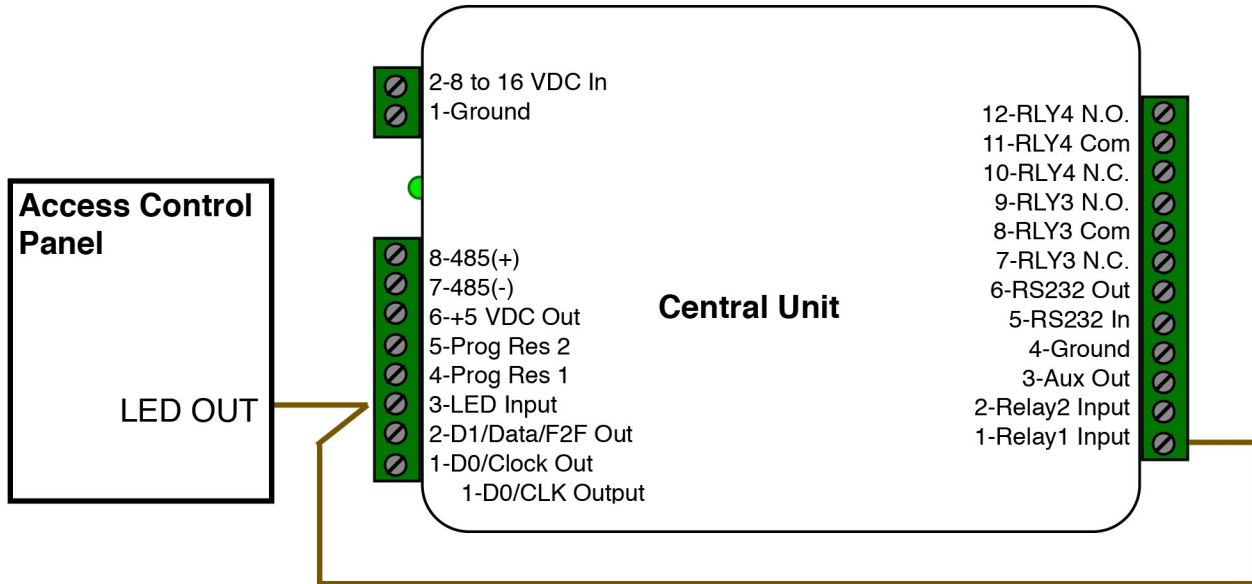 2-8 to 16 VDC In
1-Ground
Access Control
Panel
LED OUT
8-485(+)
7-485(-)
6-+5 VDC Out
5-Prog Res 2
4-Prog Res 1
3-LED Input
2-D1/Data/F2F Out
1-D0/Clock Out
1-D0/CLK Output
Central Unit
12-RLY4 N.O.
11-RLY4 Com
10-RLY4 N.C.
9-RLY3 N.O.
8-RLY3 Com
7-RLY3 N.C.
6-RS232 Out
5-RS232 In
4-Ground
3-Aux Out
2-Relay2 Input
1-Relay1 Input